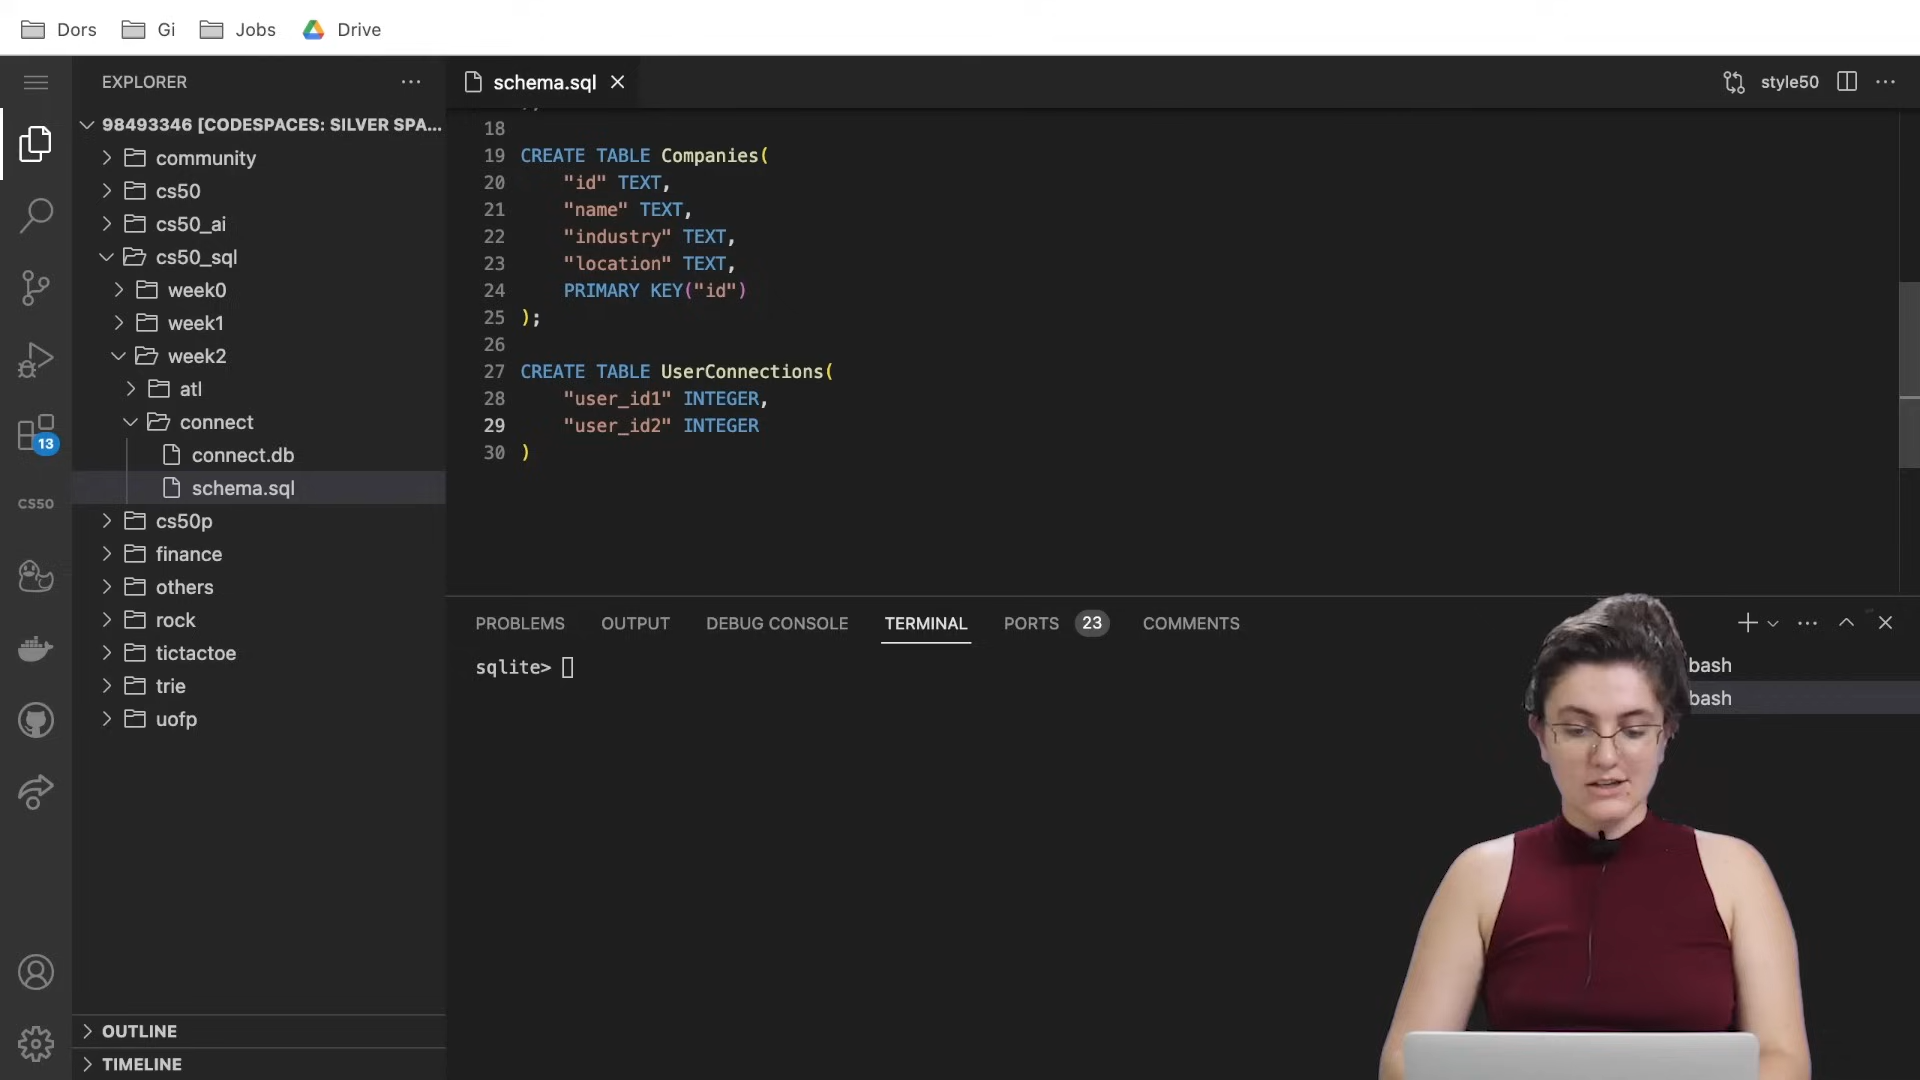 Dors Gi Jobs Drive
EXPLORER ···
98493346 [CODESPACES: SILVER SPA...
community
cs50
cs50_ai
cs50_sql
week0
week1
week2
atl
connect
connect.db
schema.sql
cs50p
finance
others
rock
tictactoe
trie
uofp
OUTLINE
TIMELINE
13
CS50
schema.sql
style50 ···
18
19 CREATE TABLE Companies(
20 "id" TEXT,
21 "name" TEXT,
22 "industry" TEXT,
23 "location" TEXT,
24 PRIMARY KEY("id")
25 );
26
27 CREATE TABLE UserConnections(
28 "user_id1" INTEGER,
29 "user_id2" INTEGER
30 )
PROBLEMS OUTPUT DEBUG CONSOLE TERMINAL PORTS 23 COMMENTS
sqlite>
bash
bash